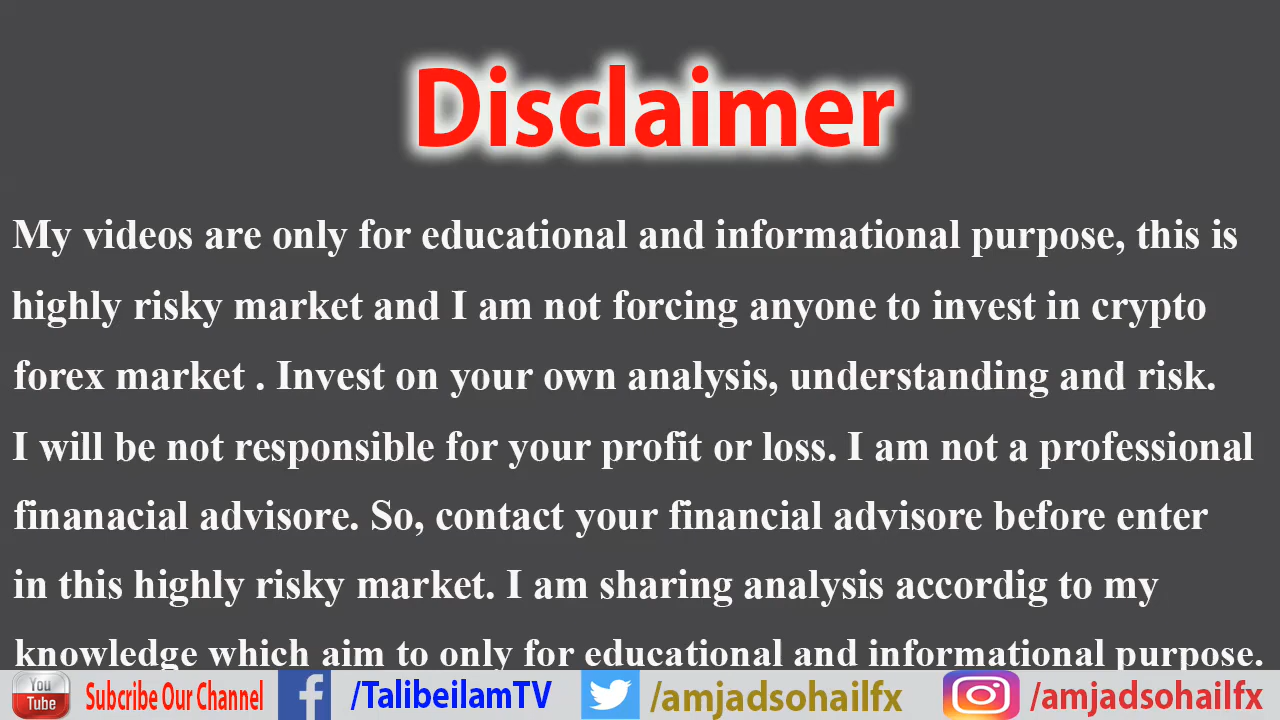 Disclaimer
My videos are only for educational and informational purpose, this is
highly risky market and I am not forcing anyone to invest in crypto
forex market . Invest on your own analysis, understanding and risk.
I will be not responsible for your profit or loss. I am not a professional
finanacial advisore. So, contact your financial advisore before enter
in this highly risky market. I am sharing analysis accordig to my
knowledge which aim to only for educational and informational purpose.
You Tube Subcribe Our Channel /TalibeilamTV /amjadsohailfx /amjadsohailfx